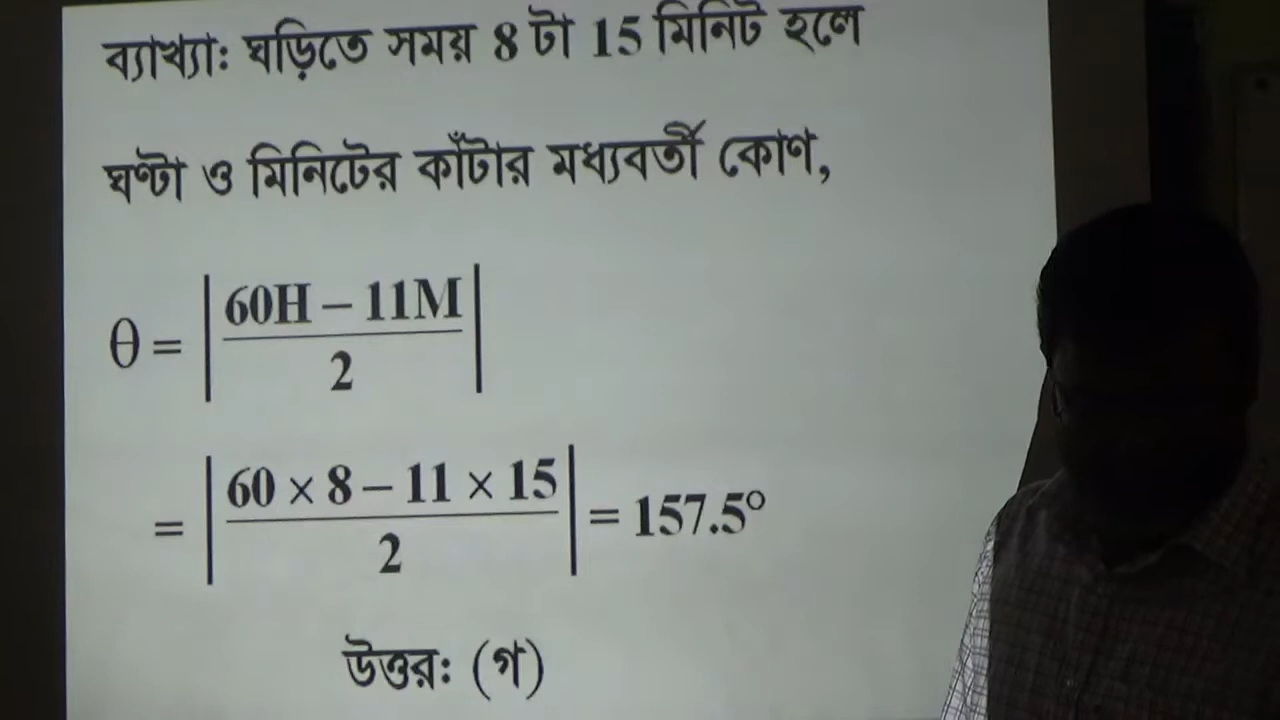 ব্যাখ্যাঃ ঘড়িতে সময় 8 টা 15 মিনিট হলে
ঘণ্টা ও মিনিটের কাঁটার মধ্যবর্তী কোণ,
θ = |(60H – 11M)/2|
= |(60 × 8 – 11 × 15)/2| = 157.5°
উত্তরঃ (গ)